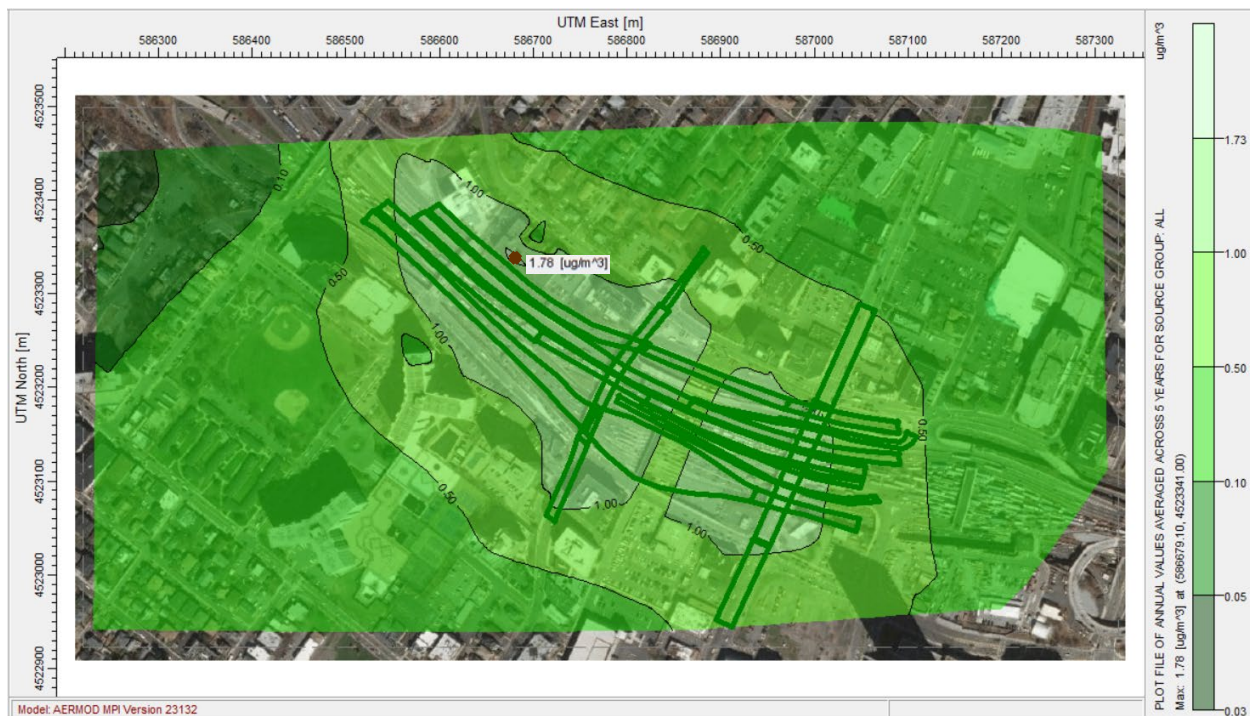 UTM East [m]
586300 586400 586500 586600 586700 586800 586900 587000 587100 587200 587300
UTM North [m]
4523500
4523400
4523300
4523200
4523100
4523000
4522900
0.10
1.00
0.50
0.50
1.78 [ug/m^3]
1.00
1.00
0.50
0.50
1.00
1.00
PLOT FILE OF ANNUAL VALUES AVERAGED ACROSS 5 YEARS FOR SOURCE GROUP: ALL
ug/m^3
Max: 1.78 [ug/m^3] at (586679.10, 4523341.00)
1.73
1.00
0.50
0.10
0.05
0.03
Model: AERMOD MPI Version 23132